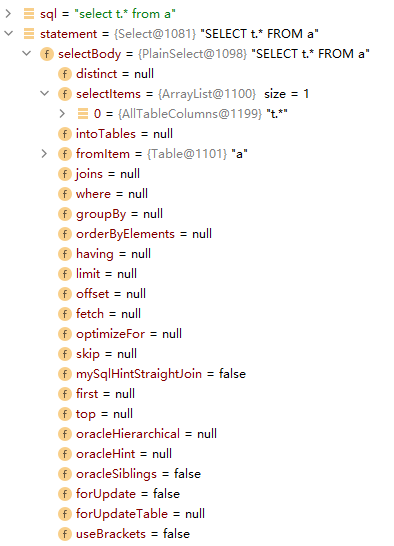 sql = "select t.* from a"
statement = {Select@1081} "SELECT t.* FROM a"
f selectBody = {PlainSelect@1098} "SELECT t.* FROM a"
f distinct = null
f selectItems = {ArrayList@1100} size = 1
0 = {AllTableColumns@1199} "t.*"
f intoTables = null
f fromItem = {Table@1101} "a"
f joins = null
f where = null
f groupBy = null
f orderByElements = null
f having = null
f limit = null
f offset = null
f fetch = null
f optimizeFor = null
f skip = null
f mySqlHintStraightJoin = false
f first = null
f top = null
f oracleHierarchical = null
f oracleHint = null
f oracleSiblings = false
f forUpdate = false
f forUpdateTable = null
f useBrackets = false